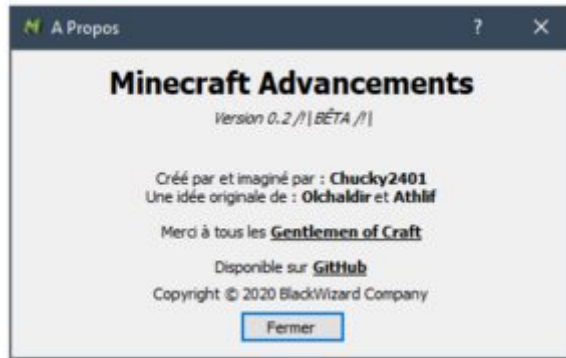 A Propos
Minecraft Advancements
Version 0.2 /!\ BÊTA /!\
Créé par et imaginé par : Chucky2401
Une idée originale de : Olchaldir et Athlif
Merci à tous les Gentlemen of Craft
Disponible sur GitHub
Copyright © 2020 BlackWizard Company
Fermer